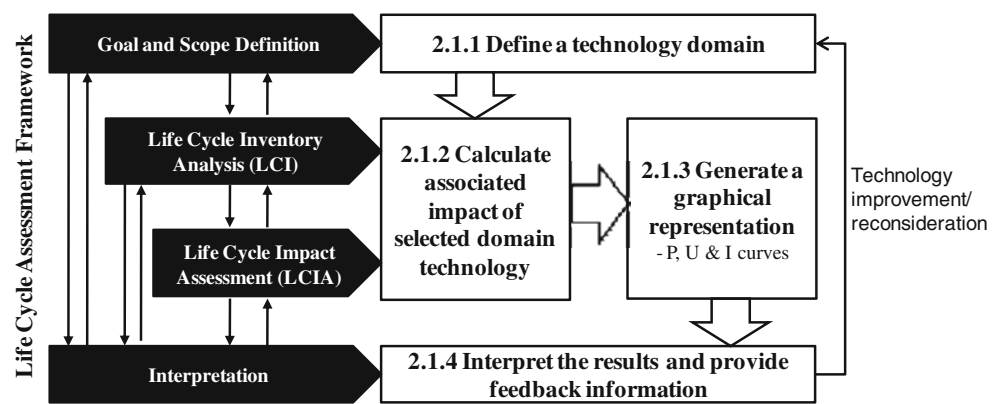 Life Cycle Assessment Framework
Goal and Scope Definition
2.1.1 Define a technology domain
Life Cycle Inventory
Analysis (LCI)
2.1.2 Calculate
associated
impact of
selected domain
technology
2.1.3 Generate a
graphical
representation
- P, U & I curves
Technology
improvement/
reconsideration
Life Cycle Impact
Assessment (LCIA)
Interpretation
2.1.4 Interpret the results and provide
feedback information